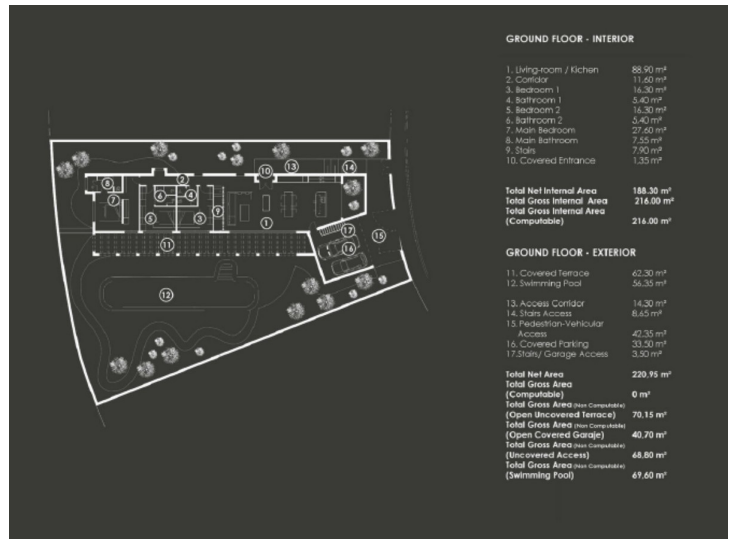 GROUND FLOOR - INTERIOR
1. Living-room / Kichen 88,90 m²
2. Corridor 11,60 m²
3. Bedroom 1 16,30 m²
4. Bathroom 1 5,40 m²
5. Bedroom 2 16,30 m²
6. Bathroom 2 5,40 m²
7. Main Bedroom 27,60 m²
8. Main Bathroom 7,55 m²
9. Stairs 7,90 m²
10. Covered Entrance 1,35 m²
Total Net Internal Area 188.30 m²
Total Gross Internal Area 216.00 m²
Total Gross Internal Area
(Computable) 216.00 m²
GROUND FLOOR - EXTERIOR
11. Covered Terrace 62,30 m²
12. Swimming Pool 56,35 m²
13. Access Corridor 14,30 m²
14. Stairs Access 8,65 m²
15. Pedestrian-Vehicular
Access 42,35 m²
16. Covered Parking 33,50 m²
17.Stairs/ Garage Access 3,50 m²
Total Net Area 220,95 m²
Total Gross Area
(Computable) 0 m²
Total Gross Area (Non Computable)
(Open Uncovered Terrace) 70,15 m²
Total Gross Area (Non Computable)
(Open Covered Garaje) 40,70 m²
Total Gross Area (Non Computable)
(Uncovered Access) 68,80 m²
Total Gross Area (Non Computable)
(Swimming Pool) 69,60 m²
13
14
10
2
8
6
4
7
5
3
9
1
17
15
11
16
12